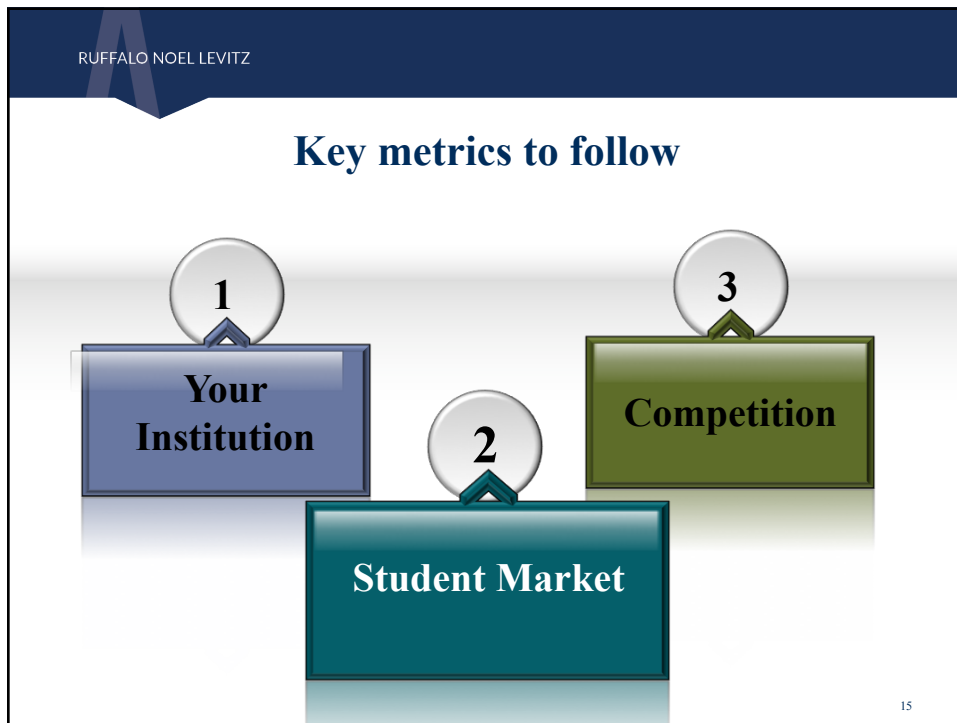 RUFFALO NOEL LEVITZ
Key metrics to follow
1
Your
Institution
2
Student Market
3
Competition
15